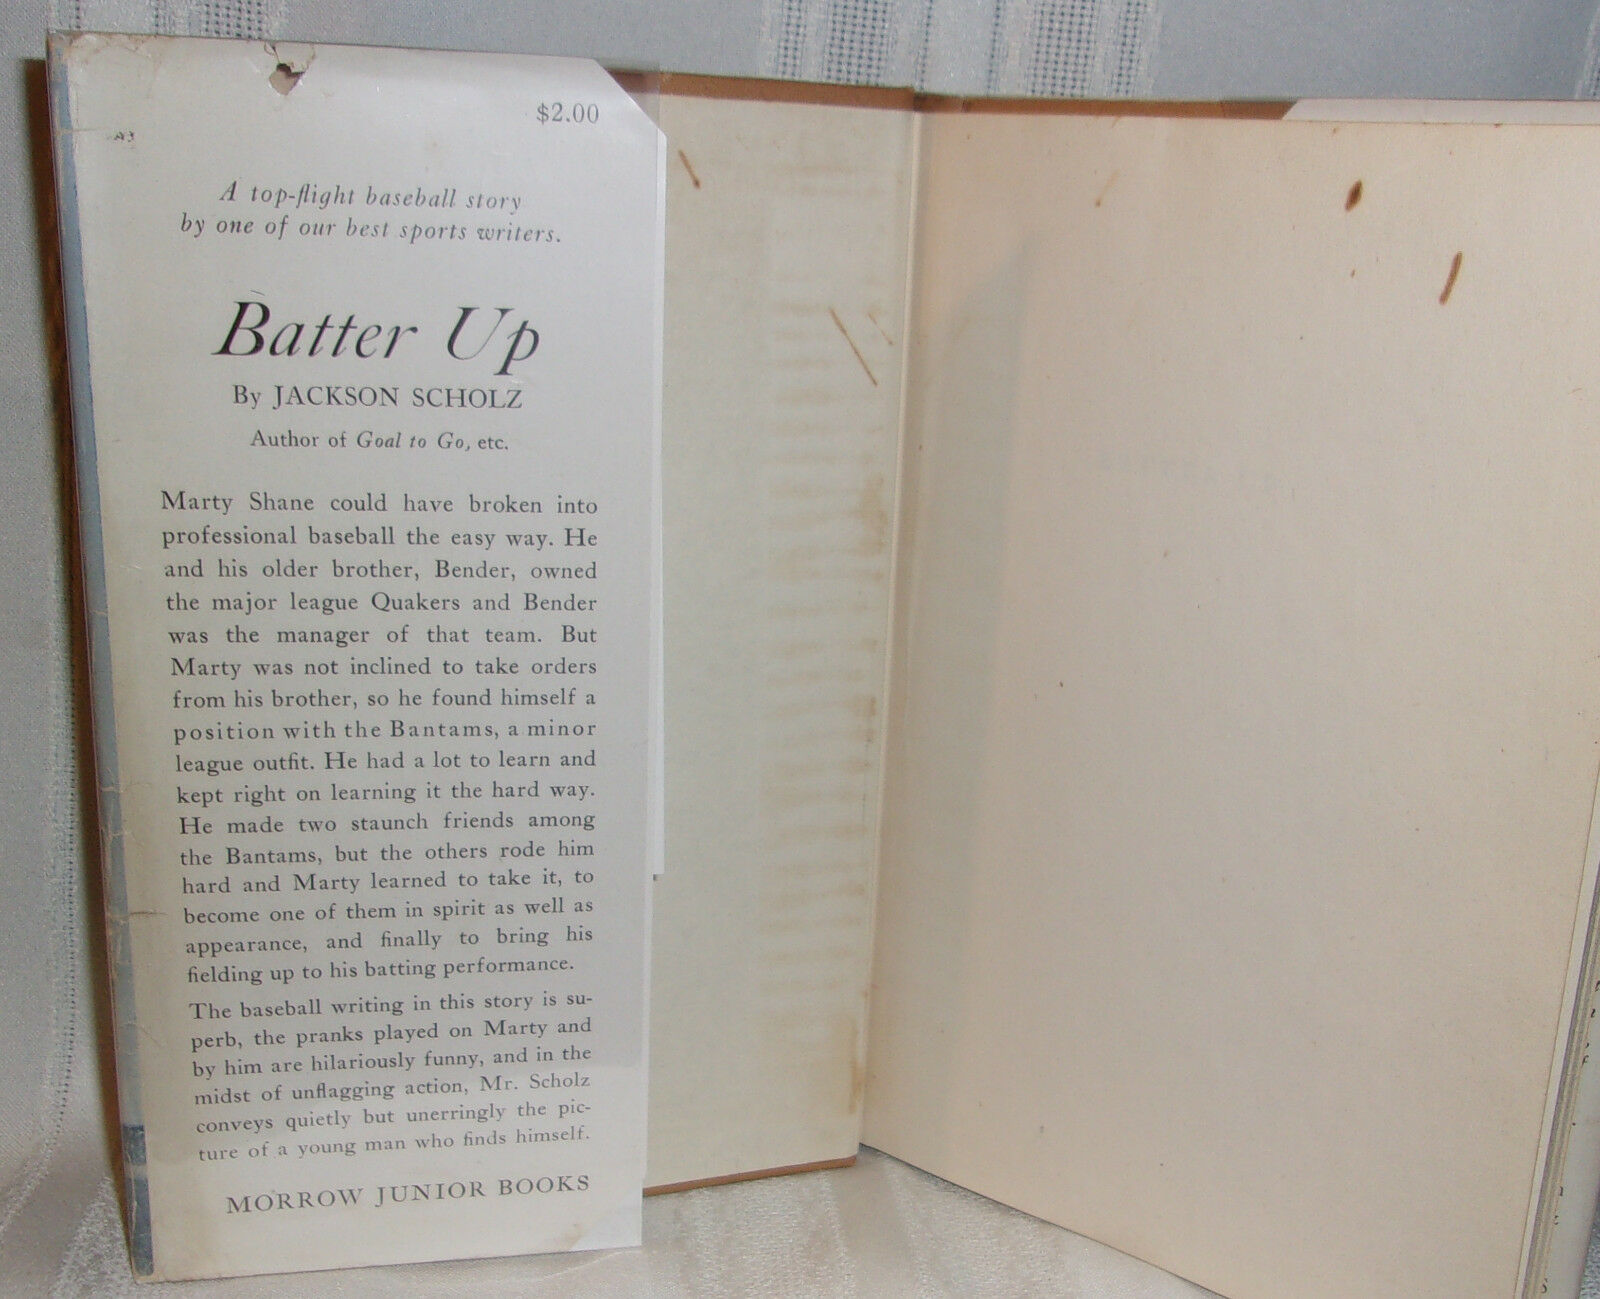 $2.00
A top-flight baseball story
by one of our best sports writers.
Batter Up
By JACKSON SCHOLZ
Author of Goal to Go, etc.
Marty Shane could have broken into
professional baseball the easy way. He
and his older brother, Bender, owned
the major league Quakers and Bender
was the manager of that team. But
Marty was not inclined to take orders
from his brother, so he found himself a
position with the Bantams, a minor
league outfit. He had a lot to learn and
kept right on learning it the hard way.
He made two staunch friends among
the Bantams, but the others rode him
hard and Marty learned to take it, to
become one of them in spirit as well as
appearance, and finally to bring his
fielding up to his batting performance.
The baseball writing in this story is su-
perb, the pranks played on Marty and
by him are hilariously funny, and in the
midst of unflagging action, Mr. Scholz
conveys quietly but unerringly the pic-
ture of a young man who finds himself.
MORROW JUNIOR BOOKS